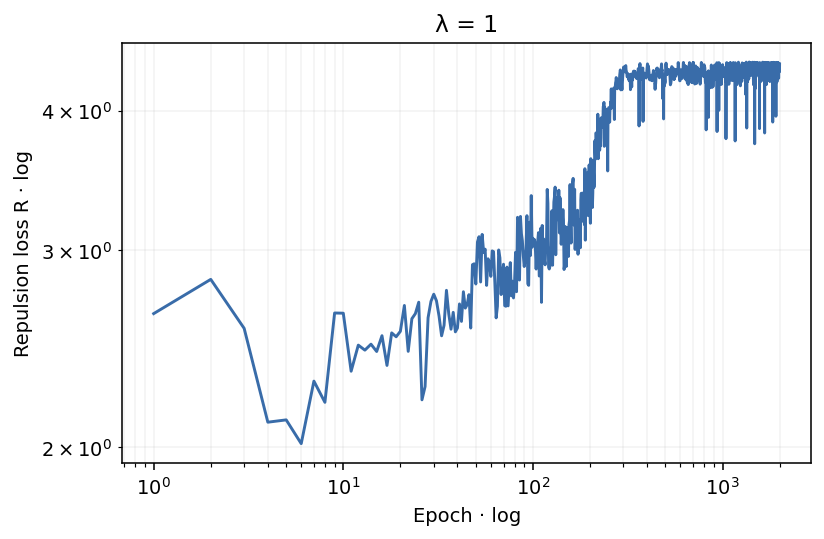 λ = 1
Repulsion loss R · log
4 × 10⁰
3 × 10⁰
2 × 10⁰
10⁰ 10¹ 10² 10³
Epoch · log